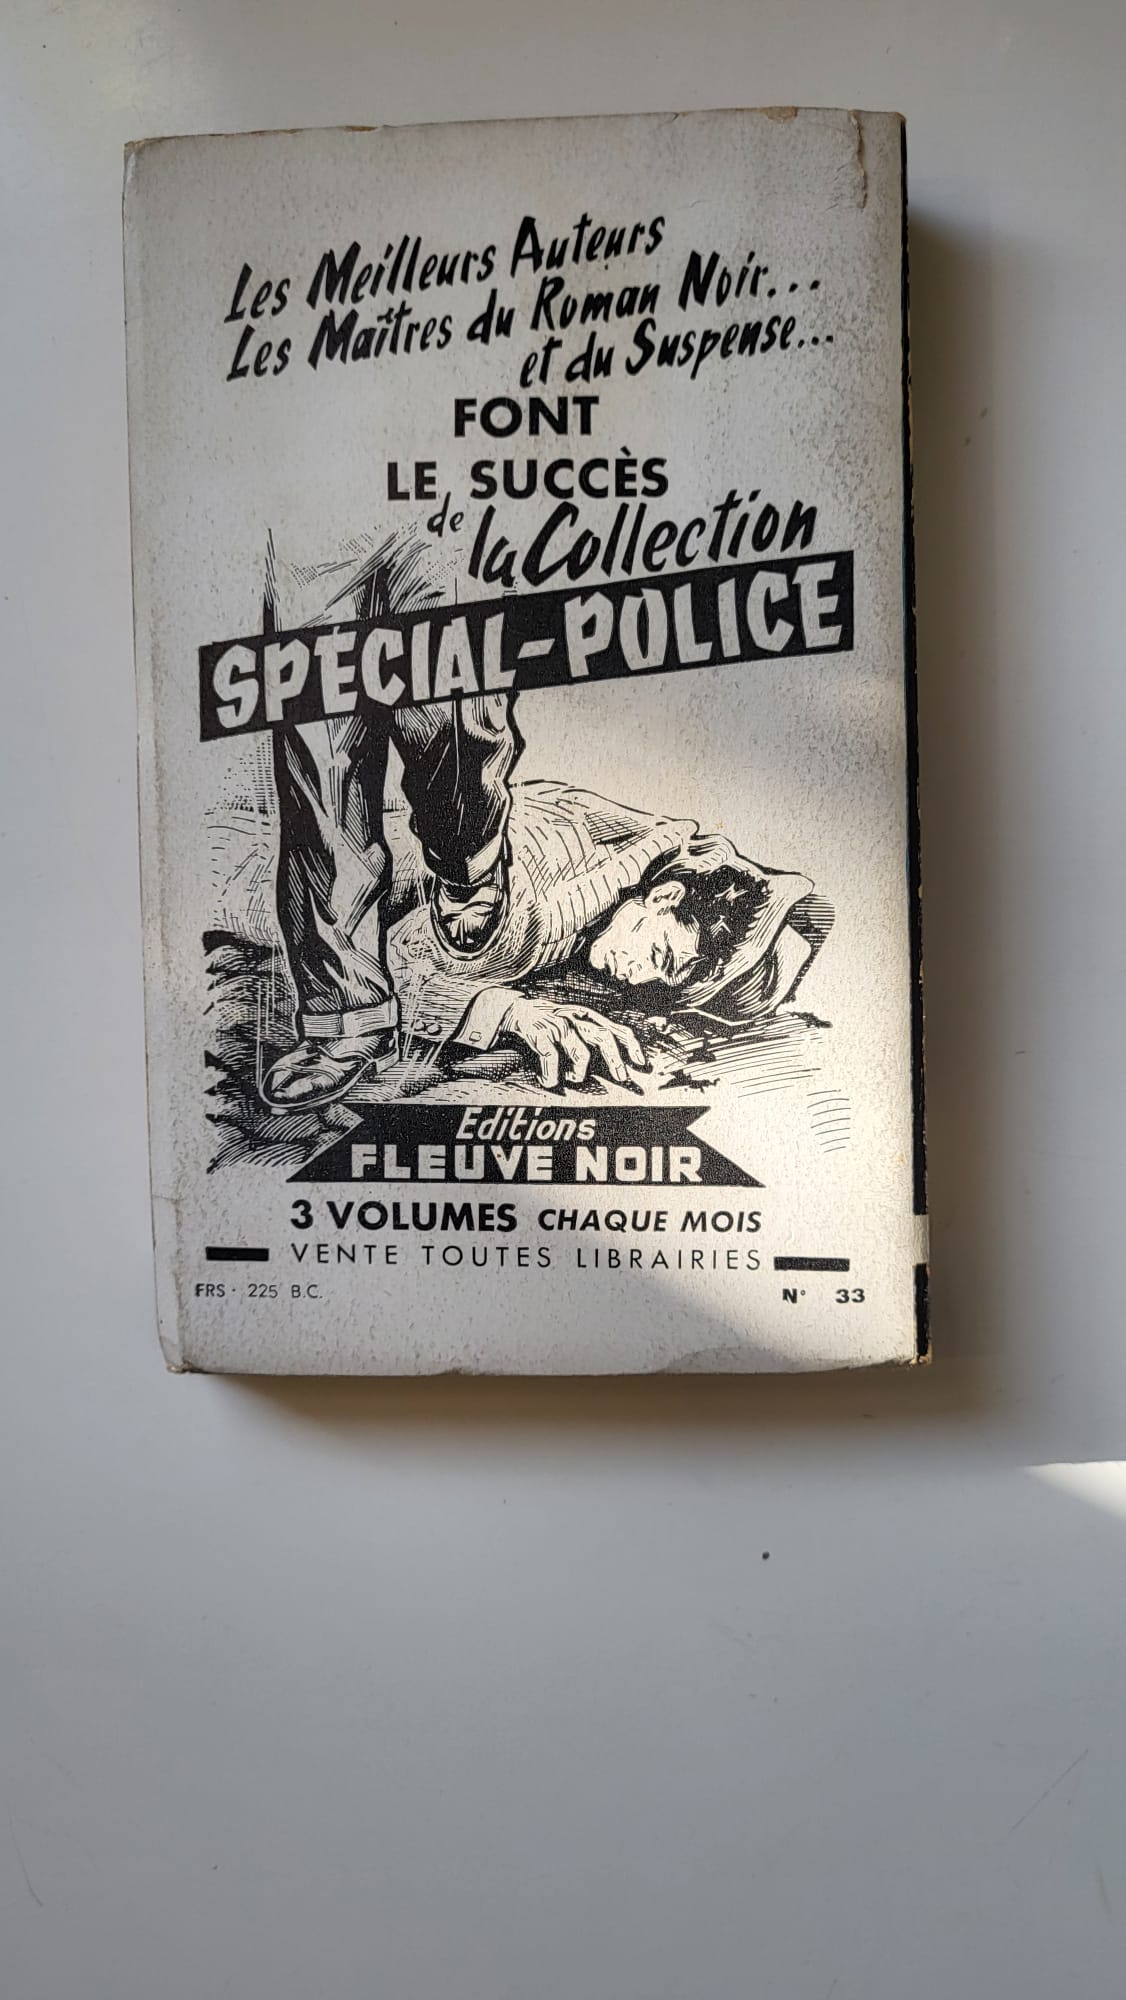 Les Meilleurs Auteurs
Les Maîtres du Roman Noir...
et du Suspense...
FONT
LE SUCCÈS
de la Collection
SPÉCIAL-POLICE
Editions
FLEUVE NOIR
3 VOLUMES CHAQUE MOIS
VENTE TOUTES LIBRAIRIES
FRS · 225 B.C.
N° 33